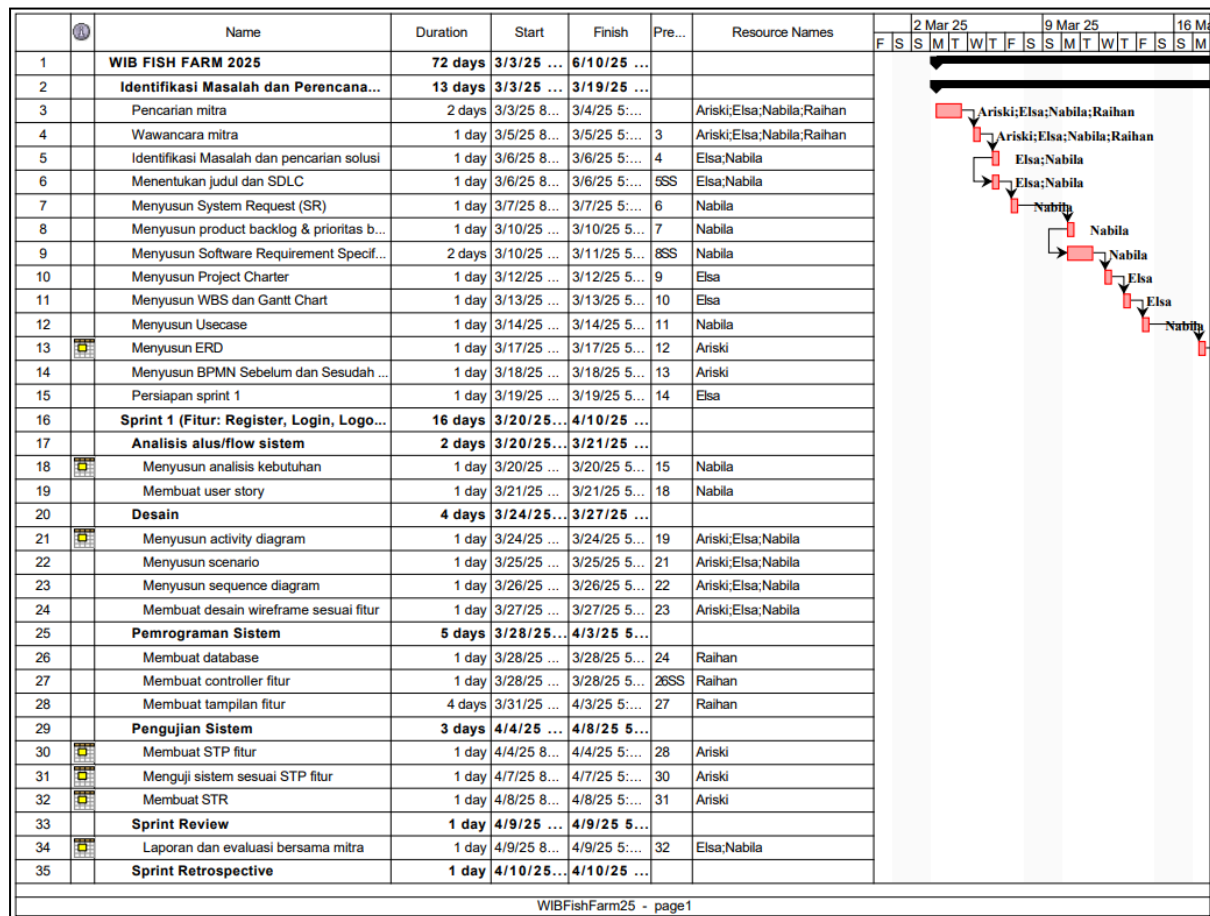 Name Duration Start Finish Pre... Resource Names 2 Mar 25 9 Mar 25 16 Ma
F S S M T W T F S S M T W T F S S M
1 WIB FISH FARM 2025 72 days 3/3/25 ... 6/10/25 ...
2 Identifikasi Masalah dan Perencana... 13 days 3/3/25 ... 3/19/25 ...
3 Pencarian mitra 2 days 3/3/25 8... 3/4/25 5:... Ariski;Elsa;Nabila;Raihan Ariski;Elsa;Nabila;Raihan
4 Wawancara mitra 1 day 3/5/25 8... 3/5/25 5:... 3 Ariski;Elsa;Nabila;Raihan Ariski;Elsa;Nabila;Raihan
5 Identifikasi Masalah dan pencarian solusi 1 day 3/6/25 8... 3/6/25 5:... 4 Elsa;Nabila Elsa;Nabila
6 Menentukan judul dan SDLC 1 day 3/6/25 8... 3/6/25 5:... 5SS Elsa;Nabila Elsa;Nabila
7 Menyusun System Request (SR) 1 day 3/7/25 8... 3/7/25 5:... 6 Nabila Nabila
8 Menyusun product backlog & prioritas b... 1 day 3/10/25 ... 3/10/25 5... 7 Nabila Nabila
9 Menyusun Software Requirement Specif... 2 days 3/10/25 ... 3/11/25 5... 8SS Nabila Nabila
10 Menyusun Project Charter 1 day 3/12/25 ... 3/12/25 5... 9 Elsa Elsa
11 Menyusun WBS dan Gantt Chart 1 day 3/13/25 ... 3/13/25 5... 10 Elsa Elsa
12 Menyusun Usecase 1 day 3/14/25 ... 3/14/25 5... 11 Nabila Nabila
13 Menyusun ERD 1 day 3/17/25 ... 3/17/25 5... 12 Ariski
14 Menyusun BPMN Sebelum dan Sesudah ... 1 day 3/18/25 ... 3/18/25 5... 13 Ariski
15 Persiapan sprint 1 1 day 3/19/25 ... 3/19/25 5... 14 Elsa
16 Sprint 1 (Fitur: Register, Login, Logo... 16 days 3/20/25... 4/10/25 ...
17 Analisis alus/flow sistem 2 days 3/20/25... 3/21/25 ...
18 Menyusun analisis kebutuhan 1 day 3/20/25 ... 3/20/25 5... 15 Nabila
19 Membuat user story 1 day 3/21/25 ... 3/21/25 5... 18 Nabila
20 Desain 4 days 3/24/25... 3/27/25 ...
21 Menyusun activity diagram 1 day 3/24/25 ... 3/24/25 5... 19 Ariski;Elsa;Nabila
22 Menyusun scenario 1 day 3/25/25 ... 3/25/25 5... 21 Ariski;Elsa;Nabila
23 Menyusun sequence diagram 1 day 3/26/25 ... 3/26/25 5... 22 Ariski;Elsa;Nabila
24 Membuat desain wireframe sesuai fitur 1 day 3/27/25 ... 3/27/25 5... 23 Ariski;Elsa;Nabila
25 Pemrograman Sistem 5 days 3/28/25... 4/3/25 5...
26 Membuat database 1 day 3/28/25 ... 3/28/25 5... 24 Raihan
27 Membuat controller fitur 1 day 3/28/25 ... 3/28/25 5... 26SS Raihan
28 Membuat tampilan fitur 4 days 3/31/25 ... 4/3/25 5:... 27 Raihan
29 Pengujian Sistem 3 days 4/4/25 ... 4/8/25 5...
30 Membuat STP fitur 1 day 4/4/25 8... 4/4/25 5:... 28 Ariski
31 Menguji sistem sesuai STP fitur 1 day 4/7/25 8... 4/7/25 5:... 30 Ariski
32 Membuat STR 1 day 4/8/25 8... 4/8/25 5:... 31 Ariski
33 Sprint Review 1 day 4/9/25 ... 4/9/25 5...
34 Laporan dan evaluasi bersama mitra 1 day 4/9/25 8... 4/9/25 5:... 32 Elsa;Nabila
35 Sprint Retrospective 1 day 4/10/25... 4/10/25 ...
WIBFishFarm25 - page1